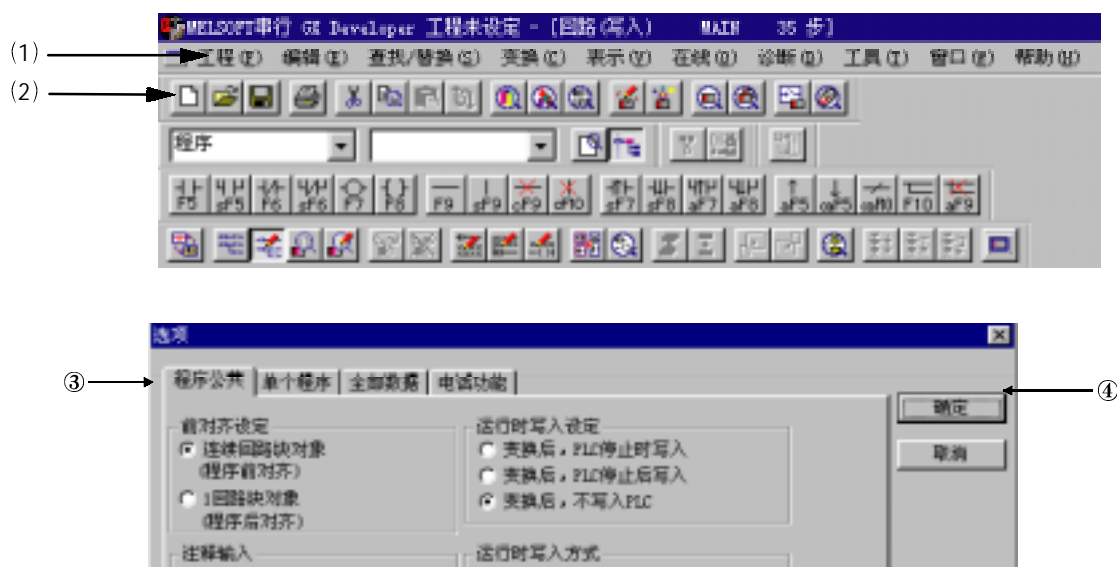 MELSOFT串行 GX Developer 工程未设定 - [回路(写入) MAIN 35 步]
(1)
工程(F) 编辑(E) 查找/替换(S) 变换(C) 表示(V) 在线(O) 诊断(D) 工具(T) 窗口(W) 帮助(H)
(2)
程序
F5 sF5 F6 sF6 F7 F8 F9 sF9 cF9 cF10 sF7 sF8 aF7 aF8 aF5 caF5 caF10 F10 aF9
选项
③
程序公共 单个程序 全部数据 电话功能
④
确定
取消
前对齐设定
连续回路块对象
(程序前对齐)
1回路块对象
(程序后对齐)
运行时写入设定
变换后，PLC停止时写入
变换后，PLC停止后写入
变换后，不写入PLC
注释输入
运行时写入方式